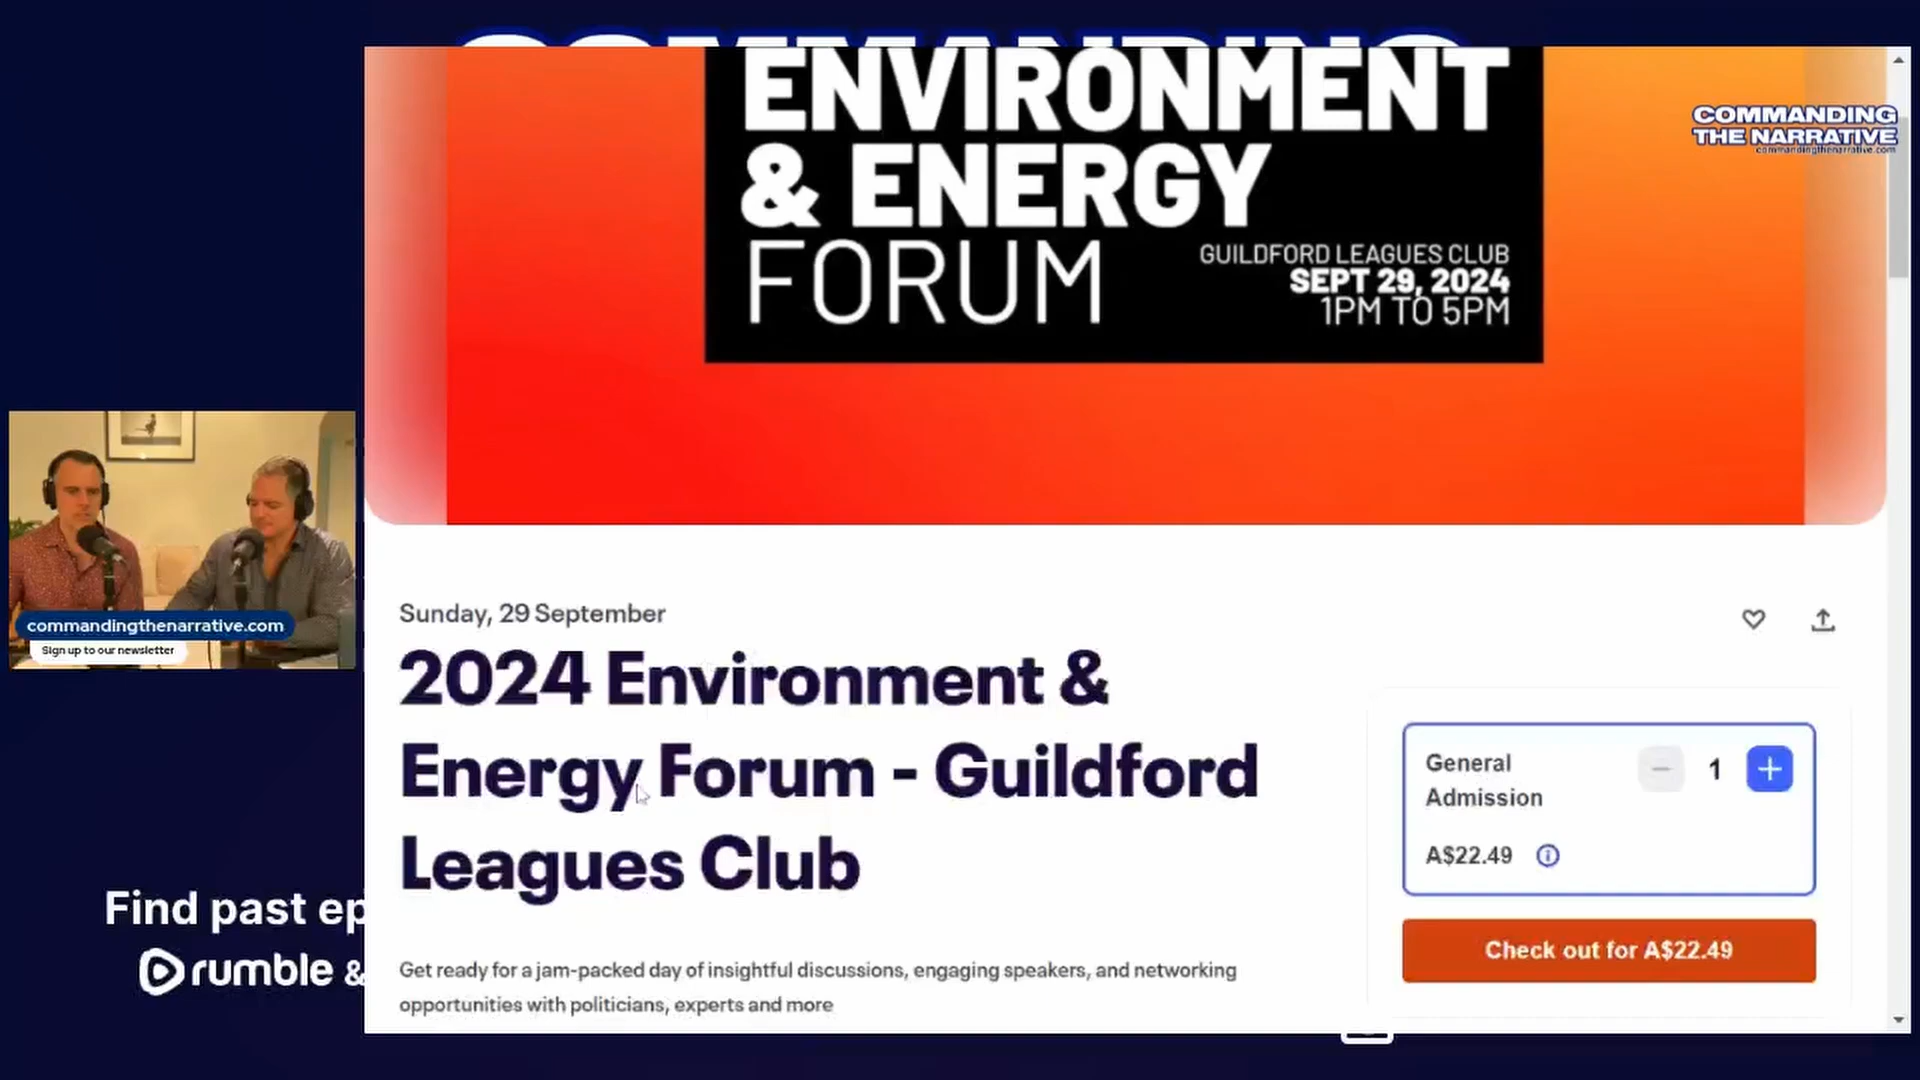 ENVIRONMENT
& ENERGY
FORUM
GUILDFORD LEAGUES CLUB
SEPT 29, 2024
1PM TO 5PM
COMMANDING
THE NARRATIVE
commandingthenarrative.com
commandingthenarrative.com
Sign up to our newsletter
Sunday, 29 September
2024 Environment &
Energy Forum - Guildford
Leagues Club
General
Admission
1
A$22.49
Check out for A$22.49
Get ready for a jam-packed day of insightful discussions, engaging speakers, and networking
opportunities with politicians, experts and more
Find past ep
rumble &